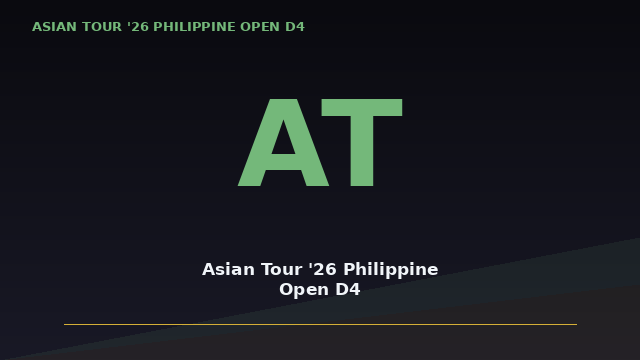 ASIAN TOUR '26 PHILIPPINE OPEN D4
AT
Asian Tour '26 Philippine
Open D4